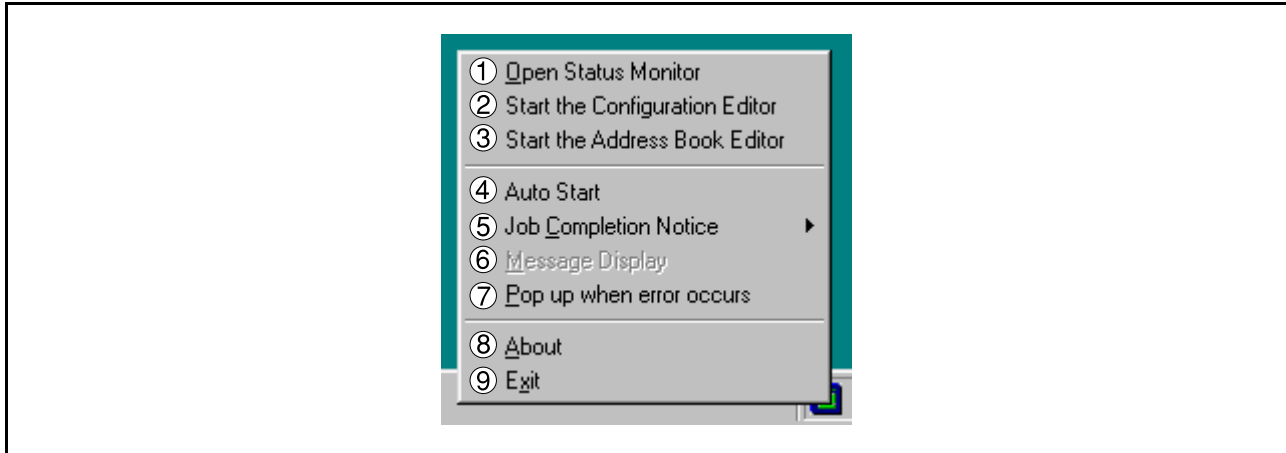 ① Open Status Monitor
② Start the Configuration Editor
③ Start the Address Book Editor
④ Auto Start
⑤ Job Completion Notice
⑥ Message Display
⑦ Pop up when error occurs
⑧ About
⑨ Exit